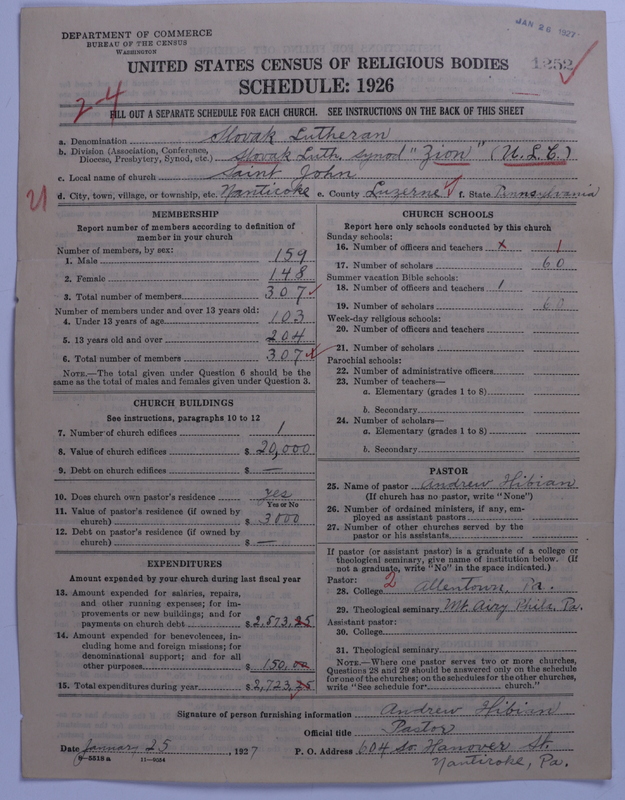 JAN 26 1927
DEPARTMENT OF COMMERCE
BUREAU OF THE CENSUS
WASHINGTON
1252
UNITED STATES CENSUS OF RELIGIOUS BODIES
SCHEDULE: 1926
2-4
FILL OUT A SEPARATE SCHEDULE FOR EACH CHURCH. SEE INSTRUCTIONS ON THE BACK OF THIS SHEET
a. Denomination Slovak Lutheran
b. Division (Association, Conference, Diocese, Presbytery, Synod, etc.) Slovak Luth. Synod "Zion" (U.L.C.)
c. Local name of church Saint John
d. City, town, village, or township, etc. Nanticoke e. County Luzerne f. State Pennsylvania
MEMBERSHIP
Report number of members according to definition of
member in your church
Number of members, by sex:
1. Male 159
2. Female 148
3. Total number of members 307
Number of members under and over 13 years old:
4. Under 13 years of age 103
5. 13 years old and over 204
6. Total number of members 307
NOTE.—The total given under Question 6 should be the
same as the total of males and females given under Question 3.
CHURCH BUILDINGS
See instructions, paragraphs 10 to 12
7. Number of church edifices 1
8. Value of church edifices $ 20,000
9. Debt on church edifices $ —
10. Does church own pastor's residence yes
Yes or No
11. Value of pastor's residence (if owned by
church) $ 3000
12. Debt on pastor's residence (if owned by
church) $ —
EXPENDITURES
Amount expended by your church during last fiscal year
13. Amount expended for salaries, repairs,
and other running expenses; for im-
provements or new buildings; and for
payments on church debt $ 2,573.25
14. Amount expended for benevolences, in-
cluding home and foreign missions; for
denominational support; and for all
other purposes $ 150.00
15. Total expenditures during year $ 2,723.25
CHURCH SCHOOLS
Report here only schools conducted by this church
Sunday schools:
16. Number of officers and teachers x 1
17. Number of scholars 60
Summer vacation Bible schools:
18. Number of officers and teachers 1
19. Number of scholars 60
Week-day religious schools:
20. Number of officers and teachers
21. Number of scholars
Parochial schools:
22. Number of administrative officers
23. Number of teachers—
a. Elementary (grades 1 to 8)
b. Secondary
24. Number of scholars—
a. Elementary (grades 1 to 8)
b. Secondary
PASTOR
25. Name of pastor Andrew Hibian
(If church has no pastor, write "None")
26. Number of ordained ministers, if any, em-
ployed as assistant pastors
27. Number of other churches served by the
pastor or his assistants
If pastor (or assistant pastor) is a graduate of a college or
theological seminary, give name of institution below. (If
not a graduate, write "No" in the space indicated.)
Pastor: 2
28. College Allentown, Pa.
29. Theological seminary Mt. Airy Phila. Pa.
Assistant pastor:
30. College
31. Theological seminary
NOTE.—Where one pastor serves two or more churches,
Questions 28 and 29 should be answered only on the schedule
for one of the churches; on the schedules for the other churches,
write "See schedule for church."
Signature of person furnishing information Andrew Hibian
Official title Pastor
Date January 25, 1927 P. O. Address 604 So. Hanover St.
Nanticoke, Pa.
8-5518 a 11-9054